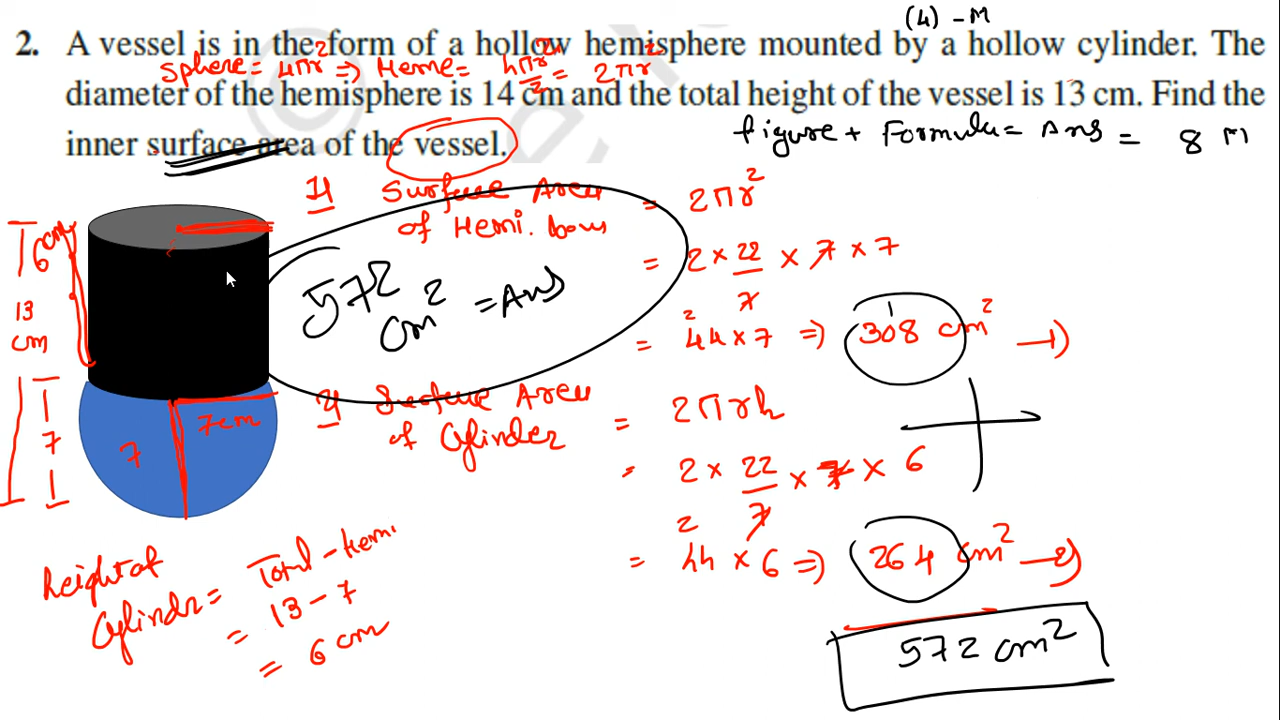 (4) - M
2. A vessel is in the form of a hollow hemisphere mounted by a hollow cylinder. The
Sphere = 4πr² => Heme = 4πr²/2 = 2πr²
diameter of the hemisphere is 14 cm and the total height of the vessel is 13 cm. Find the
figure + Formula = Ans = 8 M
inner surface area of the vessel.
1) Surface Area
of Hemi. = 2πr²
= 2 × 22/7 × 7 × 7
= 44 × 7 => 308 cm² → 1)
572
cm² = Ans
6cm
13
cm
2) Surface Area
of Cylinder = 2πrh
= 2 × 22/7 × 7 × 6
= 44 × 6 => 264 cm² → 2)
572 cm²
7cm
7
7
height of
Cylinder = Total - Hemi
= 13 - 7
= 6 cm